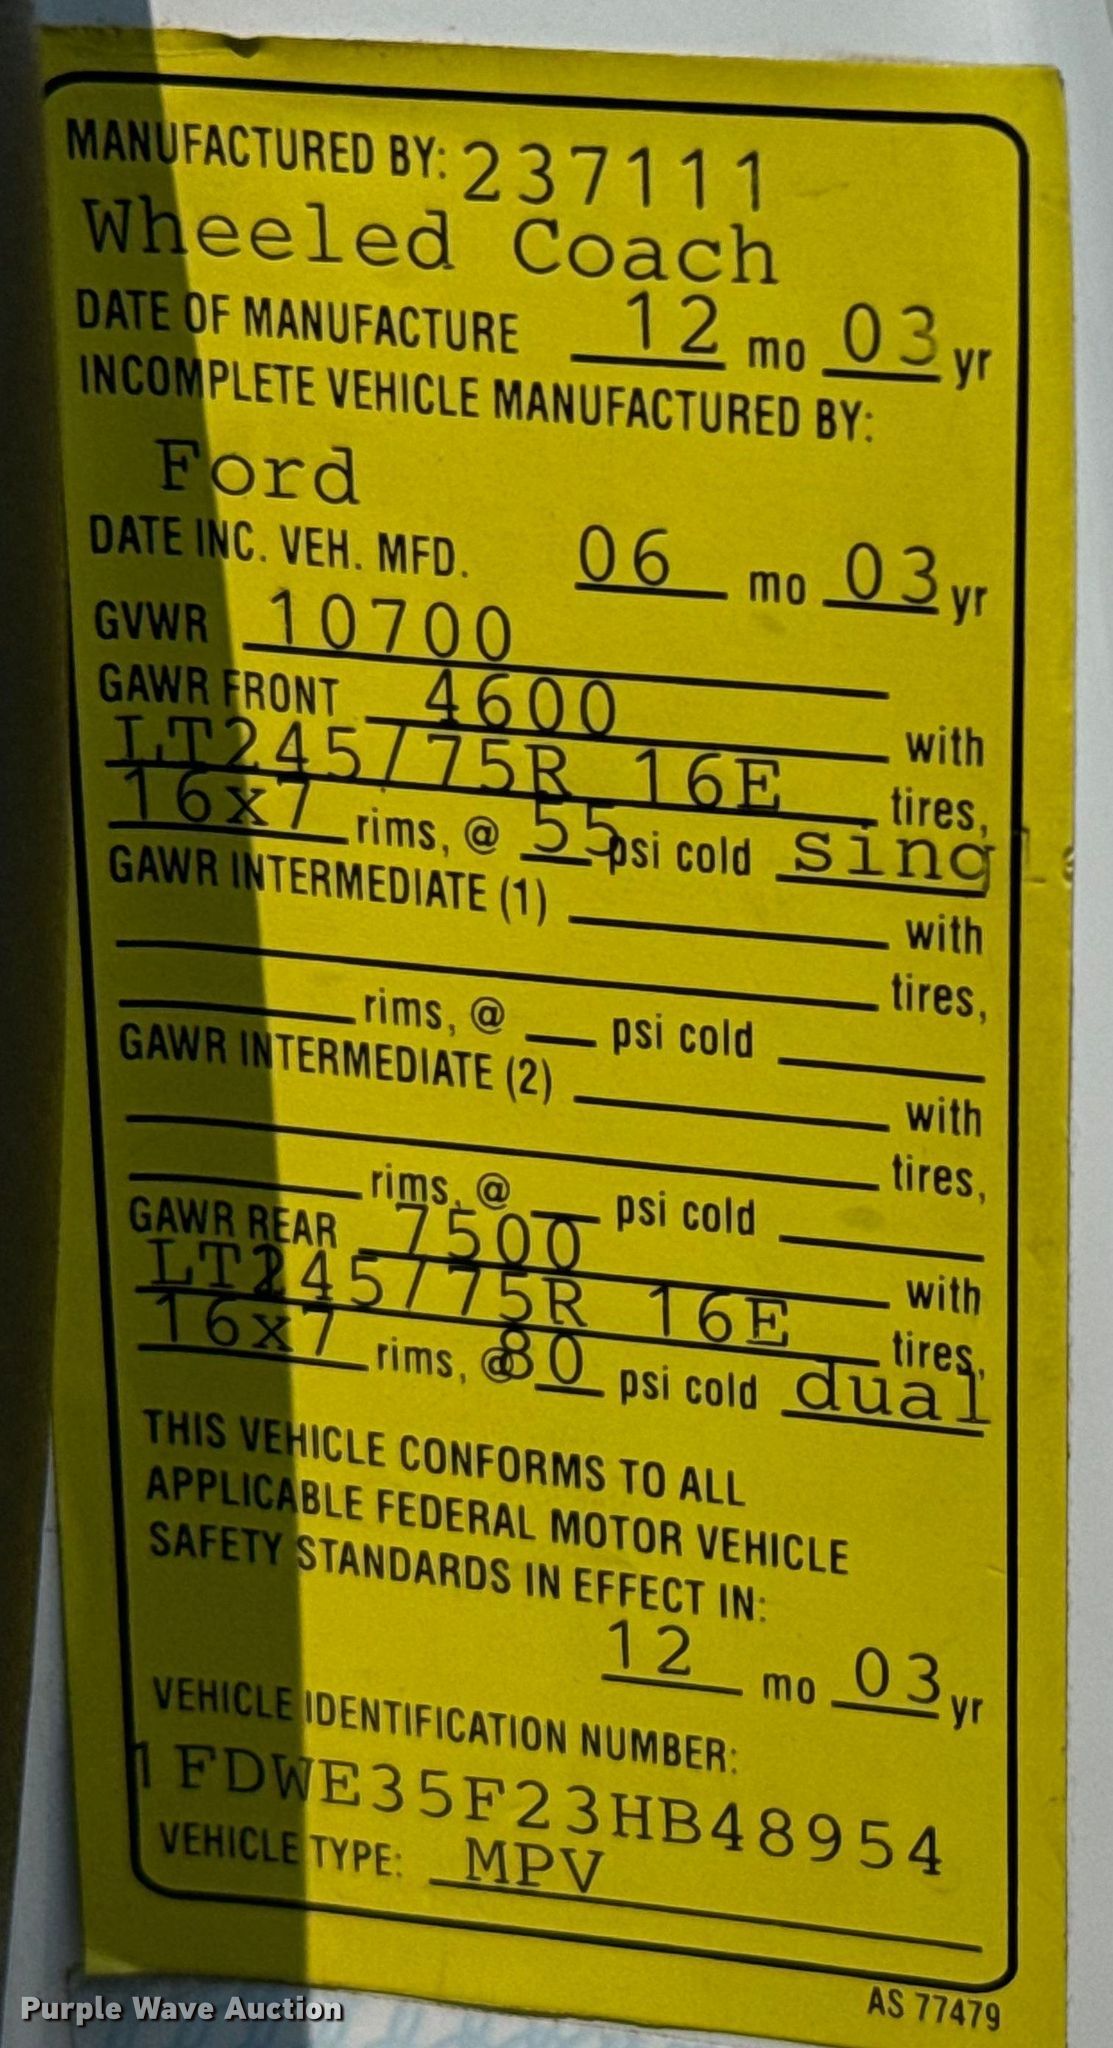 MANUFACTURED BY: 237111
Wheeled Coach
DATE OF MANUFACTURE 12 mo 03 yr
INCOMPLETE VEHICLE MANUFACTURED BY:
Ford
DATE INC. VEH. MFD. 06 mo 03 yr
GVWR 10700
GAWR FRONT 4600 with
LT245/75R 16E tires,
16x7 rims, @ 55 psi cold single
GAWR INTERMEDIATE (1) with
tires,
rims, @ psi cold
GAWR INTERMEDIATE (2) with
tires,
rims, @ psi cold
GAWR REAR 7500 with
LT245/75R 16E tires,
16x7 rims, @ 80 psi cold dual
THIS VEHICLE CONFORMS TO ALL
APPLICABLE FEDERAL MOTOR VEHICLE
SAFETY STANDARDS IN EFFECT IN:
12 mo 03 yr
VEHICLE IDENTIFICATION NUMBER:
1FDWE35F23HB48954
VEHICLE TYPE: MPV
AS 77479
Purple Wave Auction